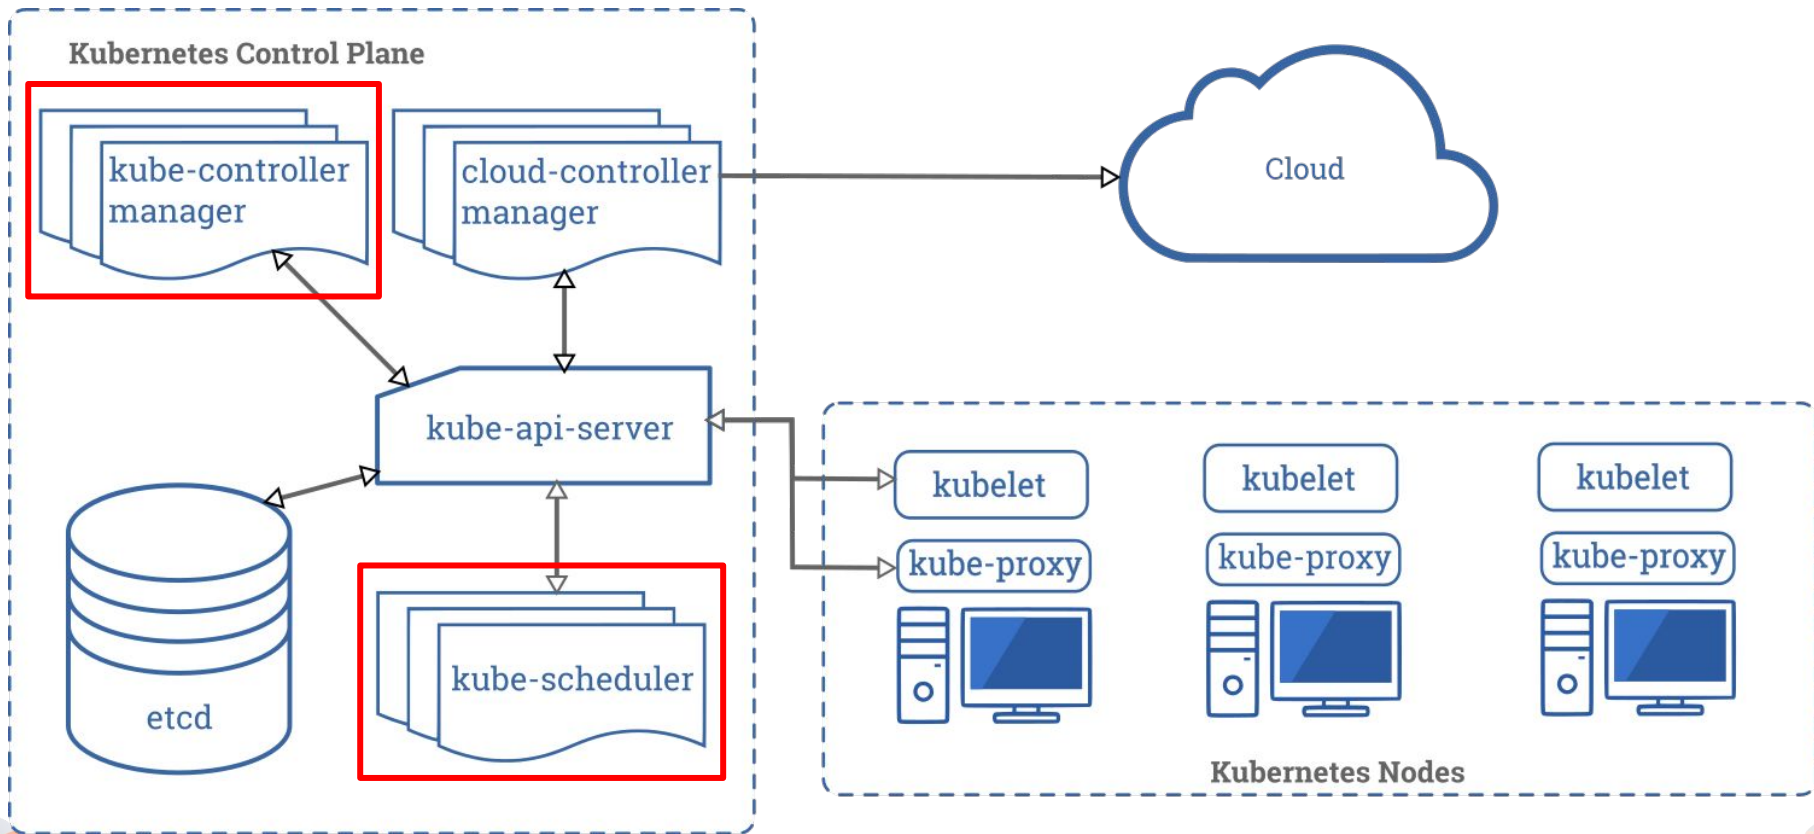 Kubernetes Control Plane
kube-controller
manager
cloud-controller
manager
Cloud
kube-api-server
etcd
kube-scheduler
kubelet
kubelet
kubelet
kube-proxy
kube-proxy
kube-proxy
Kubernetes Nodes